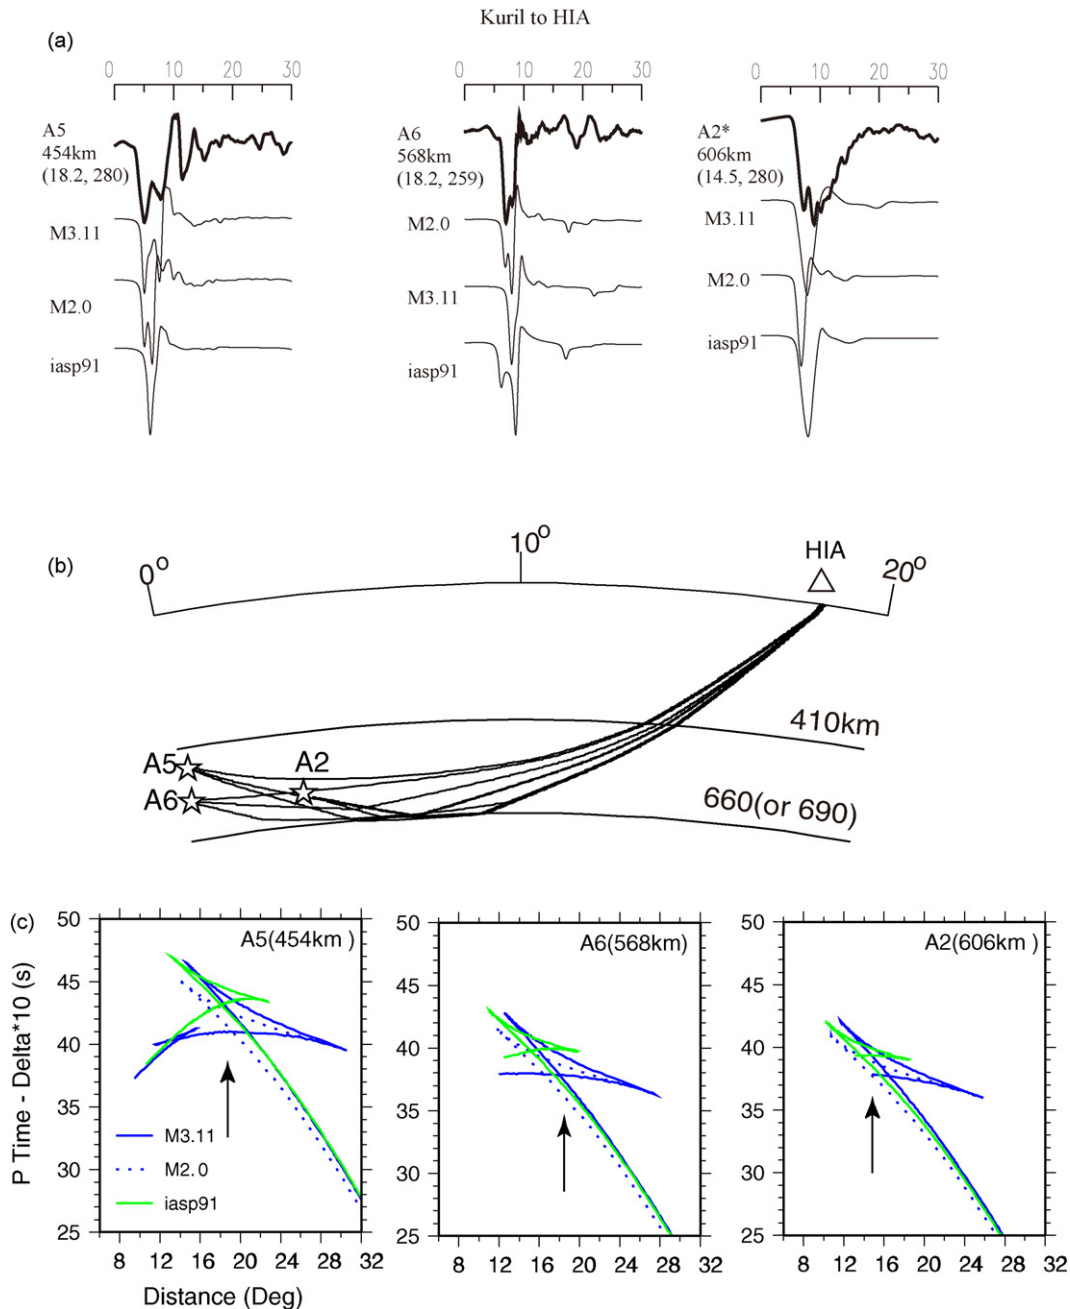 Kuril to HIA
(a)
0 10 20 30
0 10 20 30
0 10 20 30
A5
454km
(18.2, 280)
M3.11
M2.0
iasp91
A6
568km
(18.2, 259)
M2.0
M3.11
iasp91
A2*
606km
(14.5, 280)
M3.11
M2.0
iasp91
(b)
0o 10o HIA 20o
410km
A5 A2
A6
660(or 690)
(c)
P Time - Delta*10 (s)
50
45
40
35
30
25
A5(454km )
M3.11
M2.0
iasp91
8 12 16 20 24 28 32
Distance (Deg)
50
45
40
35
30
25
A6(568km)
8 12 16 20 24 28 32
50
45
40
35
30
25
A2(606km )
8 12 16 20 24 28 32